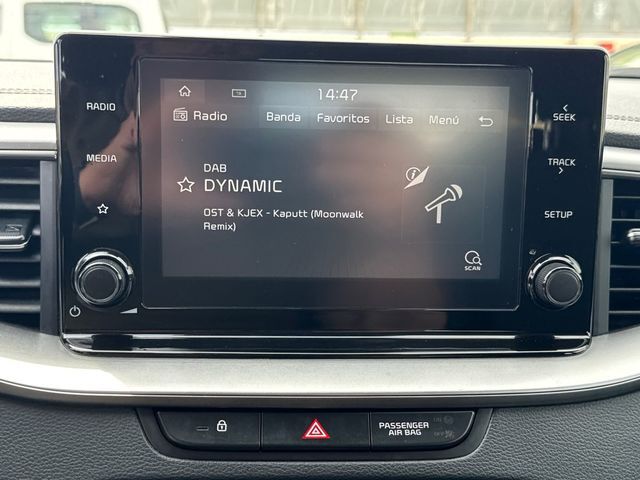 14:47
RADIO
Radio
Banda
Favoritos
Lista
Menú
SEEK
MEDIA
TRACK
DAB
DYNAMIC
OST & KJEX - Kaputt (Moonwalk
Remix)
SETUP
SCAN
PASSENGER
AIR BAG